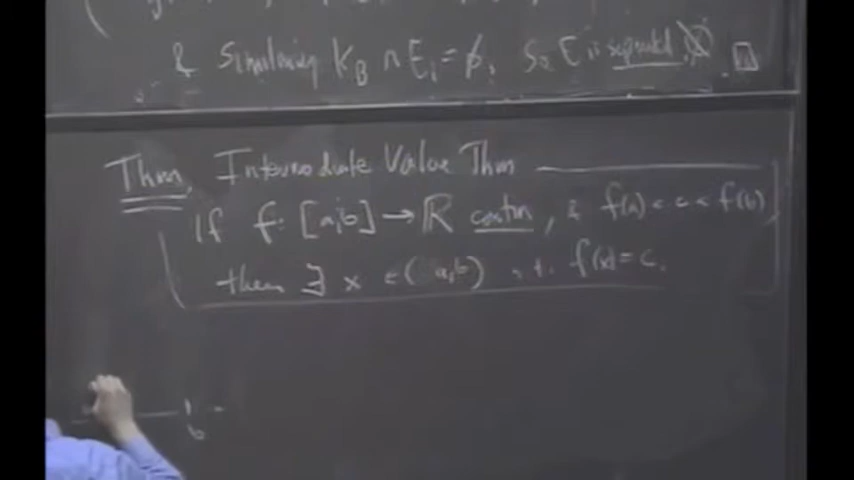 & Similarly K_B ∩ E_1 = ∅. So E is separated. □
Thm. Intermediate Value Thm
If f: [a,b] → ℝ contin, & f(a) < c < f(b)
then ∃ x ∈ (a,b) s.t. f(x) = c.
b